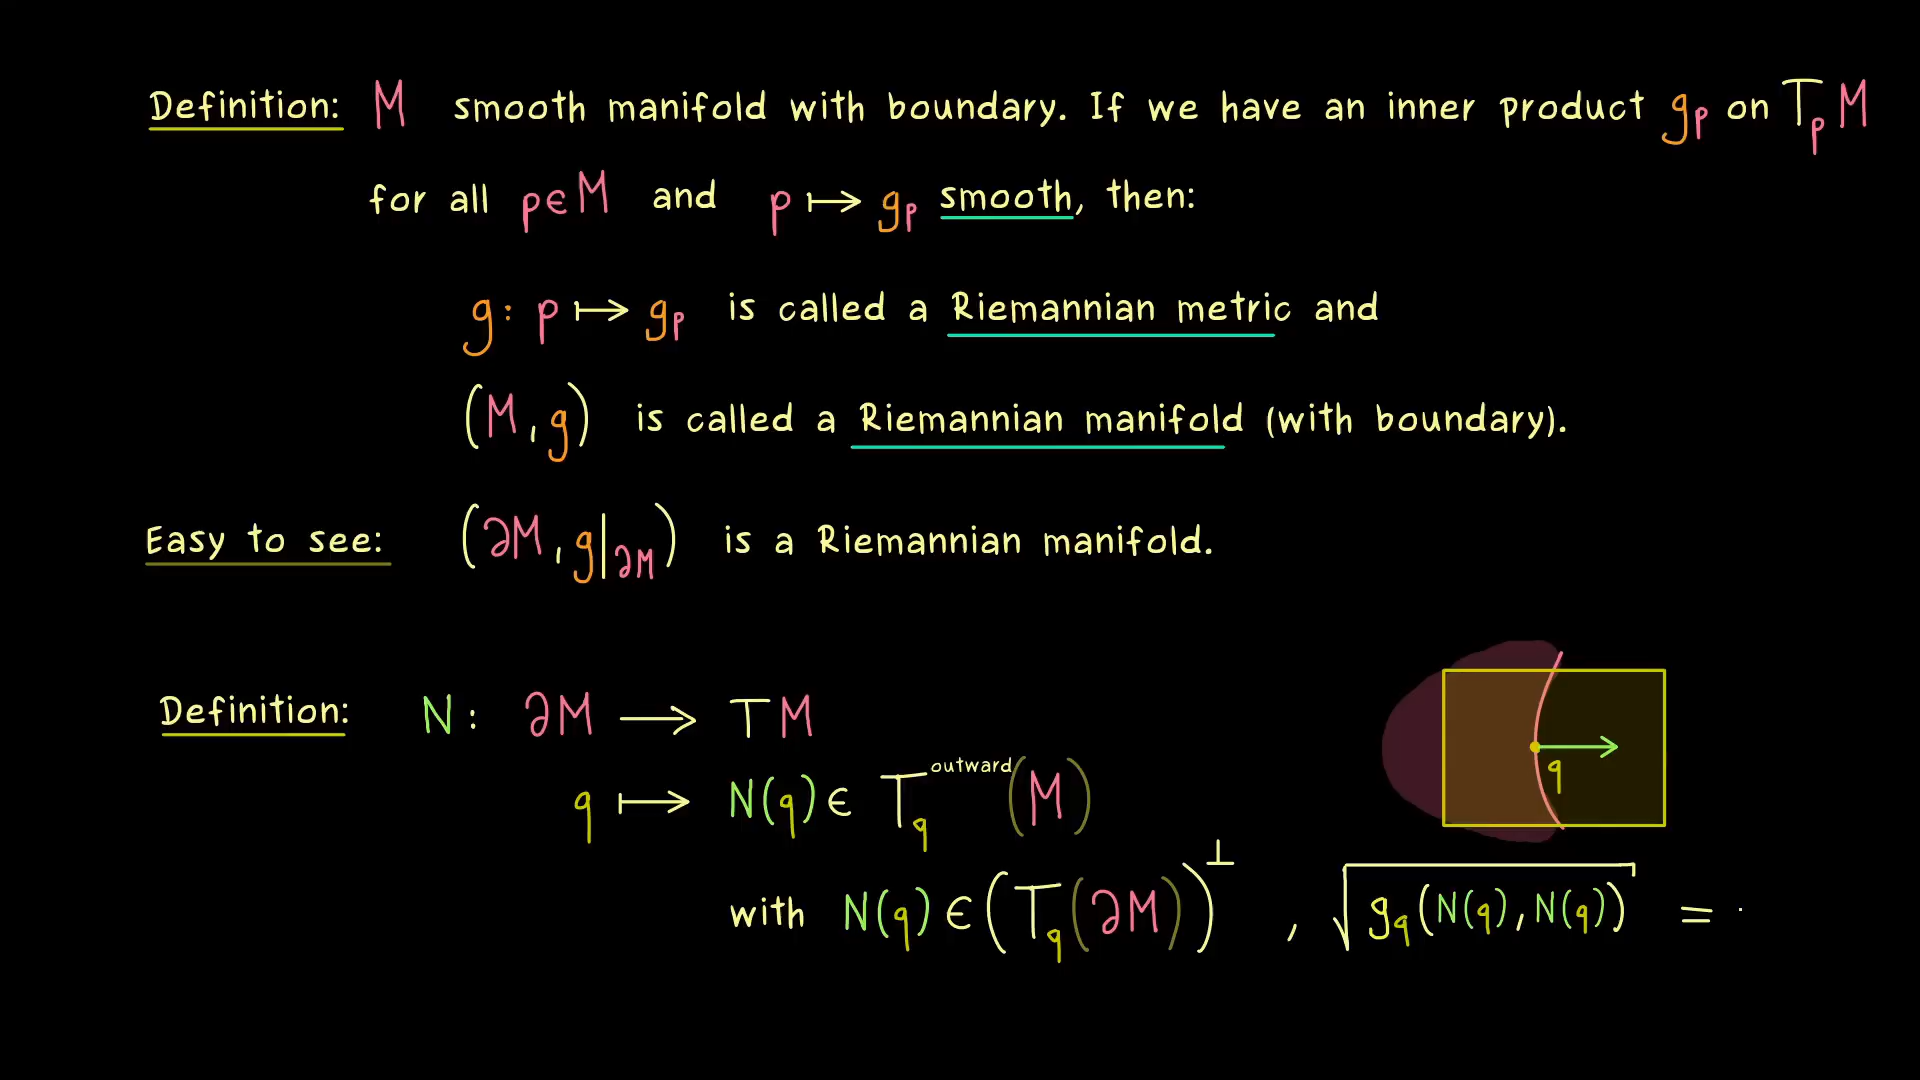 Definition: M smooth manifold with boundary. If we have an inner product g_p on T_p M
for all p∈M and p ↦ g_p smooth, then:
g: p ↦ g_p is called a Riemannian metric and
(M, g) is called a Riemannian manifold (with boundary).
Easy to see: (∂M, g|_∂M) is a Riemannian manifold.
Definition: N: ∂M → TM
q ↦ N(q) ∈ T_q^outward (M)
q
with N(q) ∈ (T_q(∂M))^⊥ , √(g_q(N(q), N(q))) =